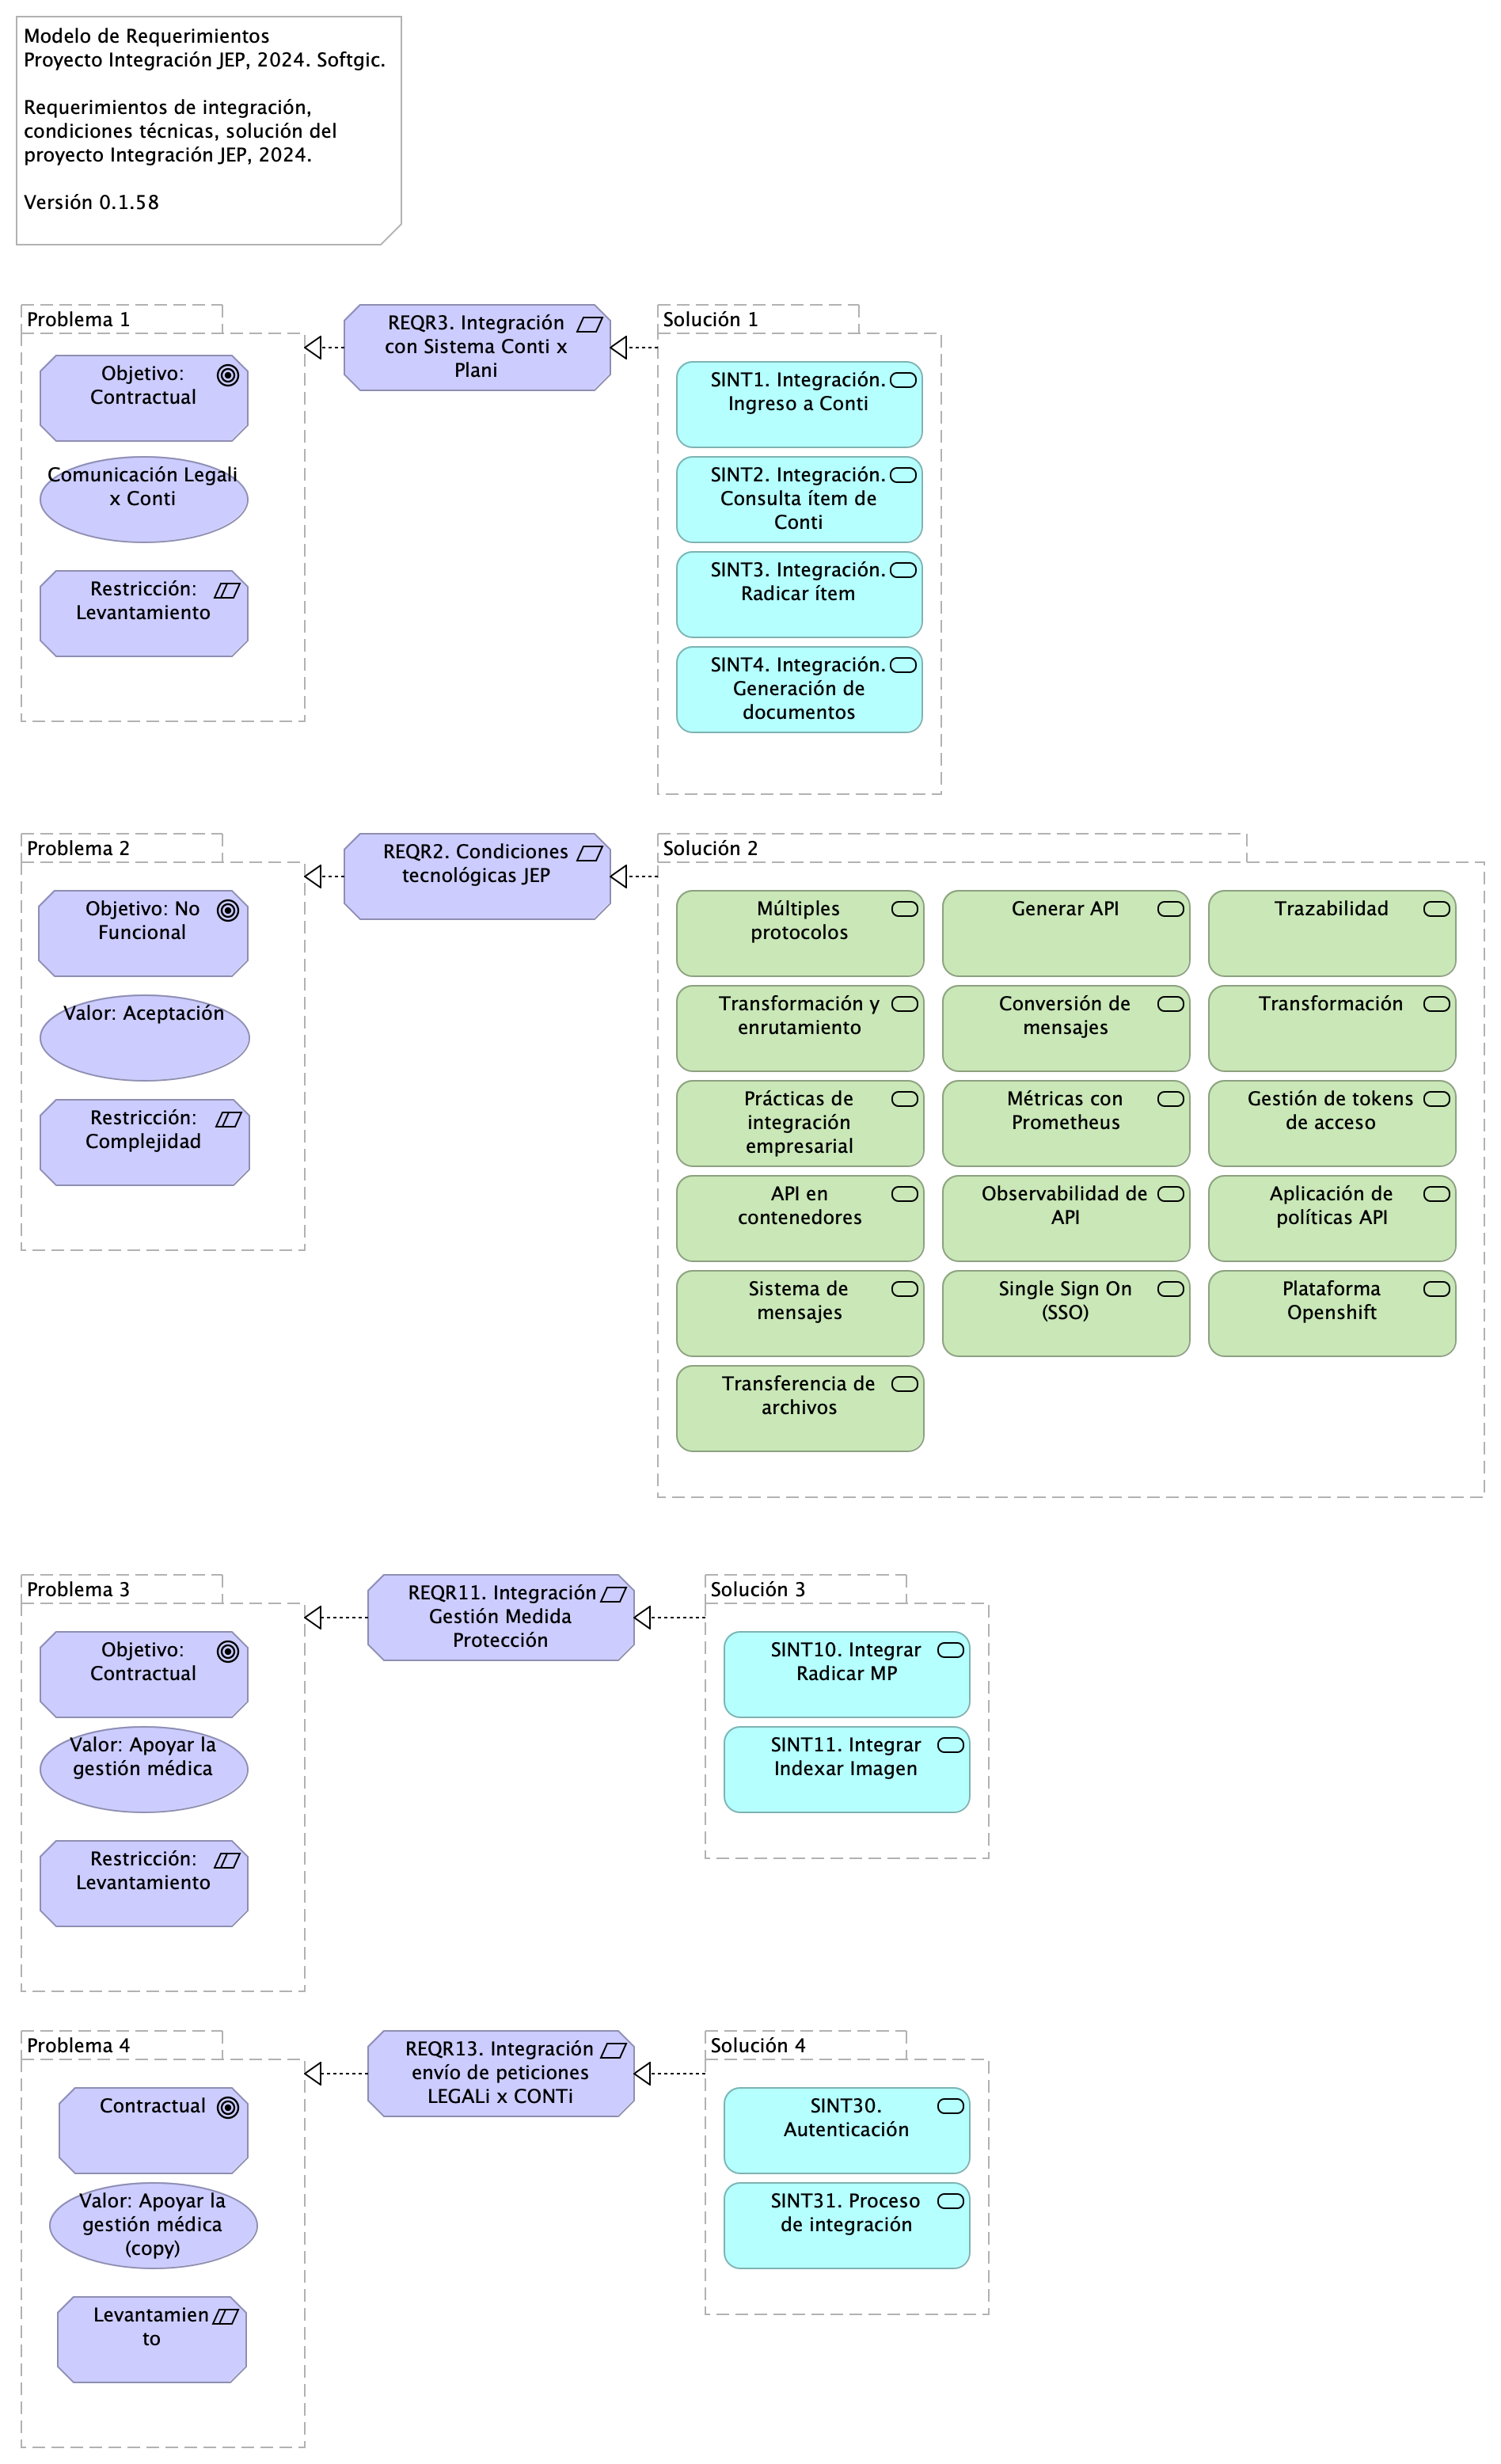 Modelo de Requerimientos
Proyecto Integración JEP, 2024. Softgic.
Requerimientos de integración,
condiciones técnicas, solución del
proyecto Integración JEP, 2024.
Versión 0.1.58
Problema 1
Objetivo:
Contractual
Comunicación Legali
x Conti
Restricción:
Levantamiento
REQR3. Integración
con Sistema Conti x
Plani
Solución 1
SINT1. Integración.
Ingreso a Conti
SINT2. Integración.
Consulta ítem de
Conti
SINT3. Integración.
Radicar ítem
SINT4. Integración.
Generación de
documentos
Problema 2
Objetivo: No
Funcional
Valor: Aceptación
Restricción:
Complejidad
REQR2. Condiciones
tecnológicas JEP
Solución 2
Múltiples
protocolos
Generar API
Trazabilidad
Transformación y
enrutamiento
Conversión de
mensajes
Transformación
Prácticas de
integración
empresarial
Métricas con
Prometheus
Gestión de tokens
de acceso
API en
contenedores
Observabilidad de
API
Aplicación de
políticas API
Sistema de
mensajes
Single Sign On
(SSO)
Plataforma
Openshift
Transferencia de
archivos
Problema 3
Objetivo:
Contractual
Valor: Apoyar la
gestión médica
Restricción:
Levantamiento
REQR11. Integración
Gestión Medida
Protección
Solución 3
SINT10. Integrar
Radicar MP
SINT11. Integrar
Indexar Imagen
Problema 4
Contractual
Valor: Apoyar la
gestión médica
(copy)
Levantamien
to
REQR13. Integración
envío de peticiones
LEGALi x CONTi
Solución 4
SINT30.
Autenticación
SINT31. Proceso
de integración